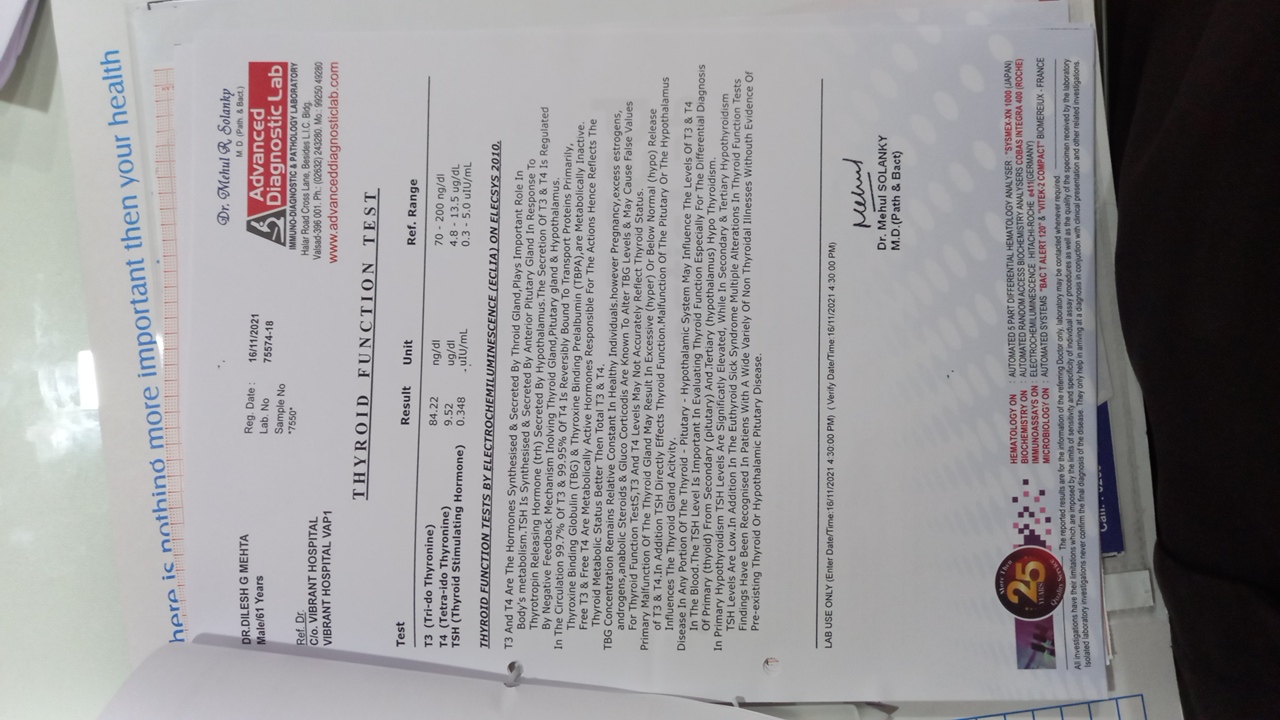 here is nothing more important then your health
DR.DILESH G MEHTA
Male/61 Years
Reg. Date : 16/11/2021
Lab. No 75574-18
Sample No
*7550*
Ref. Dr.
C/o. VIBRANT HOSPITAL
VIBRANT HOSPITAL VAP1
Dr. Mehul R. Solanky
M. D. (Path. & Bact.)
Advanced
Diagnostic Lab
IMMUNO-DIAGNOSTIC & PATHOLOGY LABORATORY
Halar Road Cross Lane, Besides L.I.C. Bldg.
Valsad-396 001. Ph.: (02632) 243280. Mo.: 99250 49280
www.advanceddiagnosticlab.com
THYROID FUNCTION TEST
Test Result Unit Ref. Range
T3 (Tri-do Thyronine) 84.22 ng/dl 70 - 200 ng/dl
T4 (Tetra-ido Thyronine) 9.52 ug/dl 4.8 - 13.5 ug/dL
TSH (Thyroid Stimulating Hormone) 0.348 uIU/mL 0.3 - 5.0 uIU/mL
THYROID FUNCTION TESTS BY ELECTROCHEMILUMINESCENCE (ECLIA) ON ELECSYS 2010.
T3 And T4 Are The Hormones Synthesised & Secreted By Throid Gland,Plays Important Role In
Body's metabolism.TSH Is Synthesised & Secreted By Anterior Pitutary Gland In Response To
Thyrotropin Releasing Hormone (trh) Secreted By Hypothalamus.The Secretion Of T3 & T4 Is Regulated
By Negative Feedback Mechanism Inolving Thyroid Gland,Pitutary gland & Hypothalamus.
In The Circulation 99.7% Of T3 & 99.95% Of T4 Is Reversibly Bound To Transport Proteins Primarily,
Thyroxine Binding Globulin (TBG) & Thyroxine Binding Prelalbumin (TBPA),are Metabolically Inactive.
Free T3 & Free T4 Are Metabolically Active Hormones Responsible For The Actions Hence Reflects The
Thyroid Metabolic Status Better Then Total T3 & T4.
TBG Concentration Remains Relative Constant In Healthy Individuals.however Pregnancy,excess estrogens,
androgens,anabolic Steroids & Gluco Corticodis Are Known To Alter TBG Levels & May Cause False Values
For Thyroid Function TestS,T3 And T4 Levels May Not Accurately Reflect Thyroid Status.
Primary Malfunction Of The Thyroid Gland May Result In Excessive (hyper) Or Below Normal (hypo) Release
of T3 & T4.In Addition TSH Directly Effects Thyroid Function.Malfunction Of The Pitutary Or The Hypothalamus
Influences The Thyroid Gland Acitvity.
Disease In Any Portion Of The Thyroid - Pitutary - Hypothalamic System May Influence The Levels Of T3 & T4
In The Blood.The TSH Level Is Important In Evaluating Thyroid Function Especially For The Differential Diagnosis
Of Primary (thyoid) From Secondary (pitutary) And.Tertiary (hypothalamus) Hypo Thyroidism.
In Primary Hypothyroidism TSH Levels Are Significatly Elevated, While In Secondary & Tertiary Hypothyroidism
TSH Levels Are Low.In Addition In The Euthyroid Sick Syndrome Multiple Alterations In Thyroid Function Tests
Findings Have Been Recognised In Patiens With A Wide Variely Of Non Thyroidal Illnesses Withouth Evidence Of
Pre-existing Thyroid Or Hypothalamic Pitutary Disease.
LAB USE ONLY (Enter Date/Time:16/11/2021 4:30:00 PM) ( Verify Date/Time:16/11/2021 4:30:00 PM)
Mehul
Dr. Mehul SOLANKY
M.D.(Path & Bact)
More Then
25
YEARS
Quality Service
HEMATOLOGY ON : AUTOMATED 5 PART DIFFERENTIAL HEMATOLOGY ANALYSER : "SYSMEX-XN 1000 (JAPAN)
BIOCHEMISTRY ON : AUTOMATED RANDOM ACCESS BIOCHEMISTRY ANALYSERS COBAS INTEGRA 400 (ROCHE)
IMMUNOASSAYS ON : ELECTROCHEMILUMINESCENCE : HITACHI-ROCHE e411(GERMANY)
MICROBIOLOGY ON : AUTOMATED SYSTEMS "BAC T ALERT 120" & "VITEK-2 COMPACT" BIOMEREUX - FRANCE
The reported results are for the information of the referring Doctor only, laboratory may be contacted whenever required.
All investigations have their limitations which are imposed by the limits of sensitivity and specificity of individual assay procedures as well as the quality of the specimen received by the laboratory.
Isolated laboratory investigations never confirm the final diagnosis of the disease. They only help in arriving at a diagnosis in conjuction with clinical presentation and other related investigations.